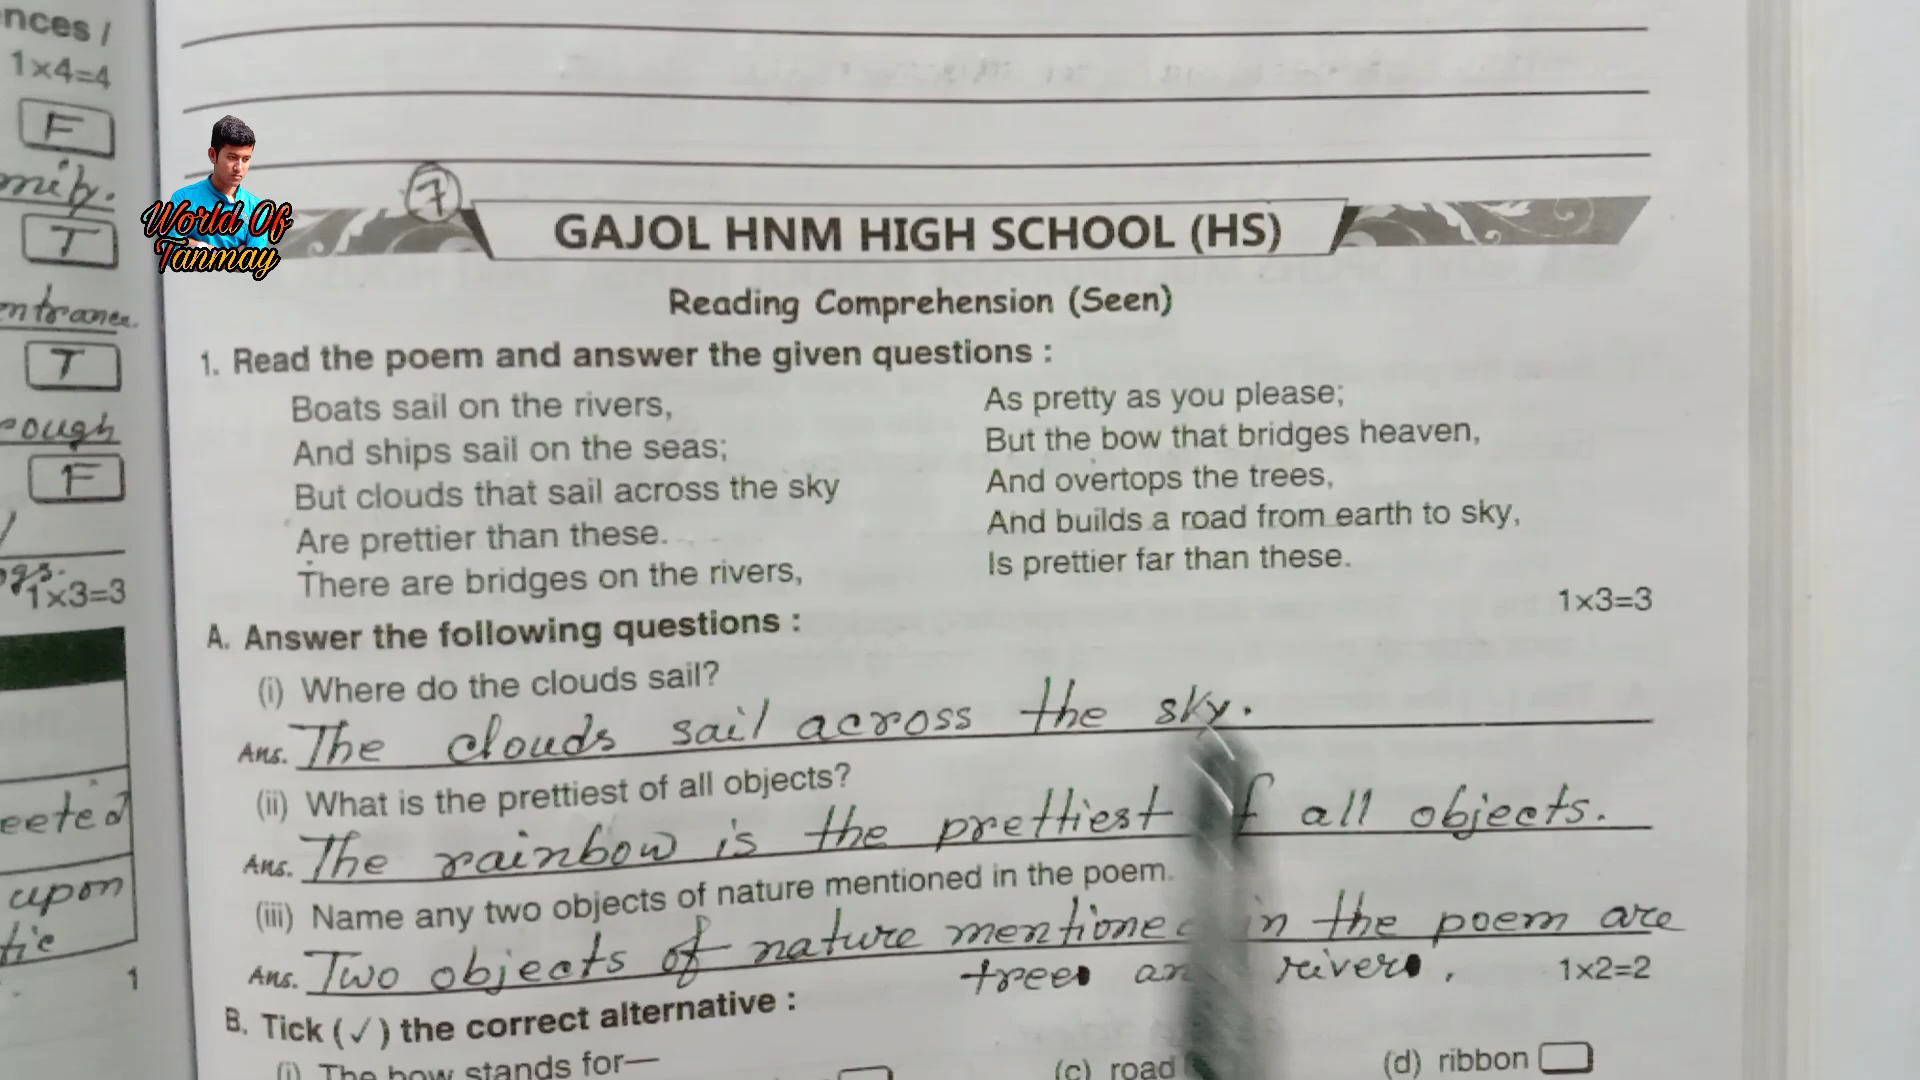 nces /
1×4=4
F
T
entrance.
T
ough
F
1×3=3
upon
tic
1
World Of
Tanmay
7
GAJOL HNM HIGH SCHOOL (HS)
Reading Comprehension (Seen)
1. Read the poem and answer the given questions :
Boats sail on the rivers,
And ships sail on the seas;
But clouds that sail across the sky
Are prettier than these.
There are bridges on the rivers,
As pretty as you please;
But the bow that bridges heaven,
And overtops the trees,
And builds a road from earth to sky,
Is prettier far than these.
1×3=3
A. Answer the following questions :
(i) Where do the clouds sail?
Ans. The clouds sail across the sky.
(ii) What is the prettiest of all objects?
Ans. The rainbow is the prettiest of all objects.
(iii) Name any two objects of nature mentioned in the poem.
Ans. Two objects of nature mentioned in the poem are
tree and river.
1×2=2
B. Tick (✓) the correct alternative :
(i) The bow stands for—
(c) road
(d) ribbon